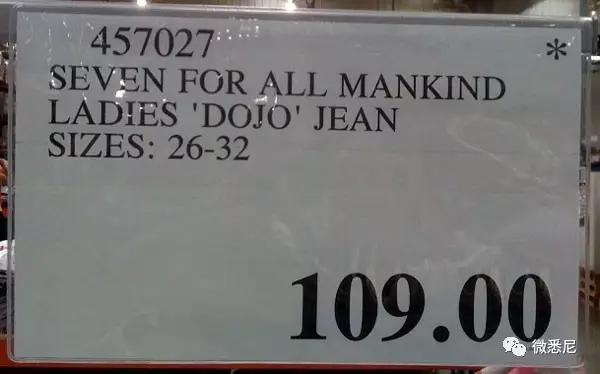 457027
*
SEVEN FOR ALL MANKIND
LADIES 'DOJO' JEAN
SIZES: 26-32
109.00
微悉尼